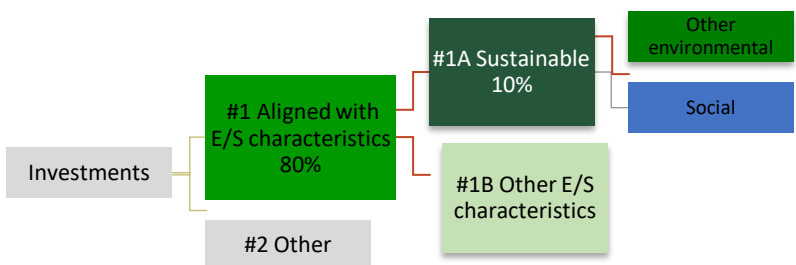 Investments
#1 Aligned with
E/S characteristics
80%
#2 Other
#1A Sustainable
10%
#1B Other E/S
characteristics
Other
environmental
Social